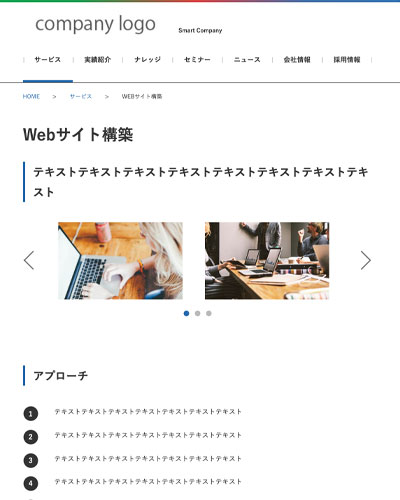 company logo
Smart Company
サービス
実績紹介
ナレッジ
セミナー
ニュース
会社情報
採用情報
HOME > サービス > WEBサイト構築
Webサイト構築
テキストテキストテキストテキストテキストテキストテキストテキ
スト
アプローチ
1 テキストテキストテキストテキストテキストテキストテキスト
2 テキストテキストテキストテキストテキストテキストテキスト
3 テキストテキストテキストテキストテキストテキストテキスト
4 テキストテキストテキストテキストテキストテキストテキスト